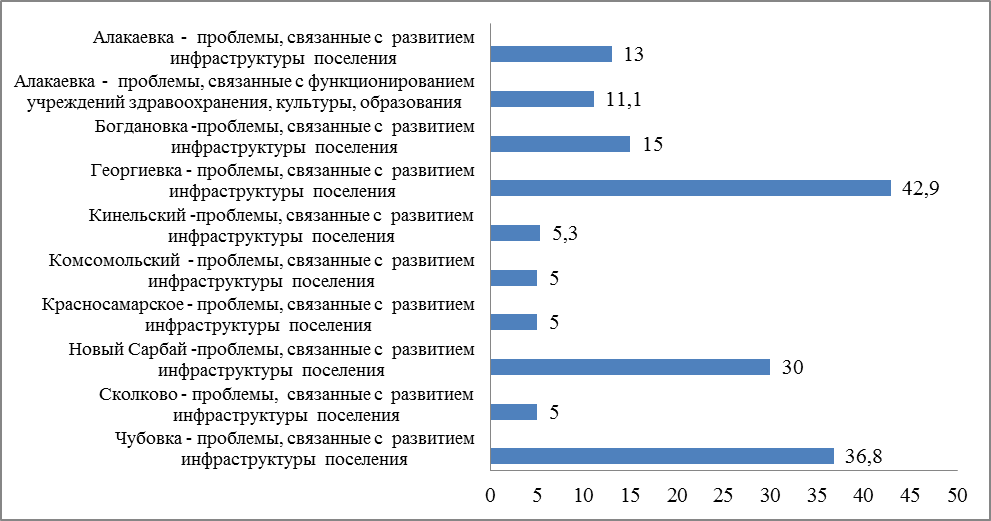 Алакаевка - проблемы, связанные с развитием
инфраструктуры поселения
13
Алакаевка - проблемы, связанные с функционированием
учреждений здравоохранения, культуры, образования
11,1
Богдановка -проблемы, связанные с развитием
инфраструктуры поселения
15
Георгиевка - проблемы, связанные с развитием
инфраструктуры поселения
42,9
Кинельский -проблемы, связанные с развитием
инфраструктуры поселения
5,3
Комсомольский - проблемы, связанные с развитием
инфраструктуры поселения
5
Красносамарское - проблемы, связанные с развитием
инфраструктуры поселения
5
Новый Сарбай -проблемы, связанные с развитием
инфраструктуры поселения
30
Сколково - проблемы, связанные с развитием
инфраструктуры поселения
5
Чубовка - проблемы, связанные с развитием
инфраструктуры поселения
36,8
0 5 10 15 20 25 30 35 40 45 50